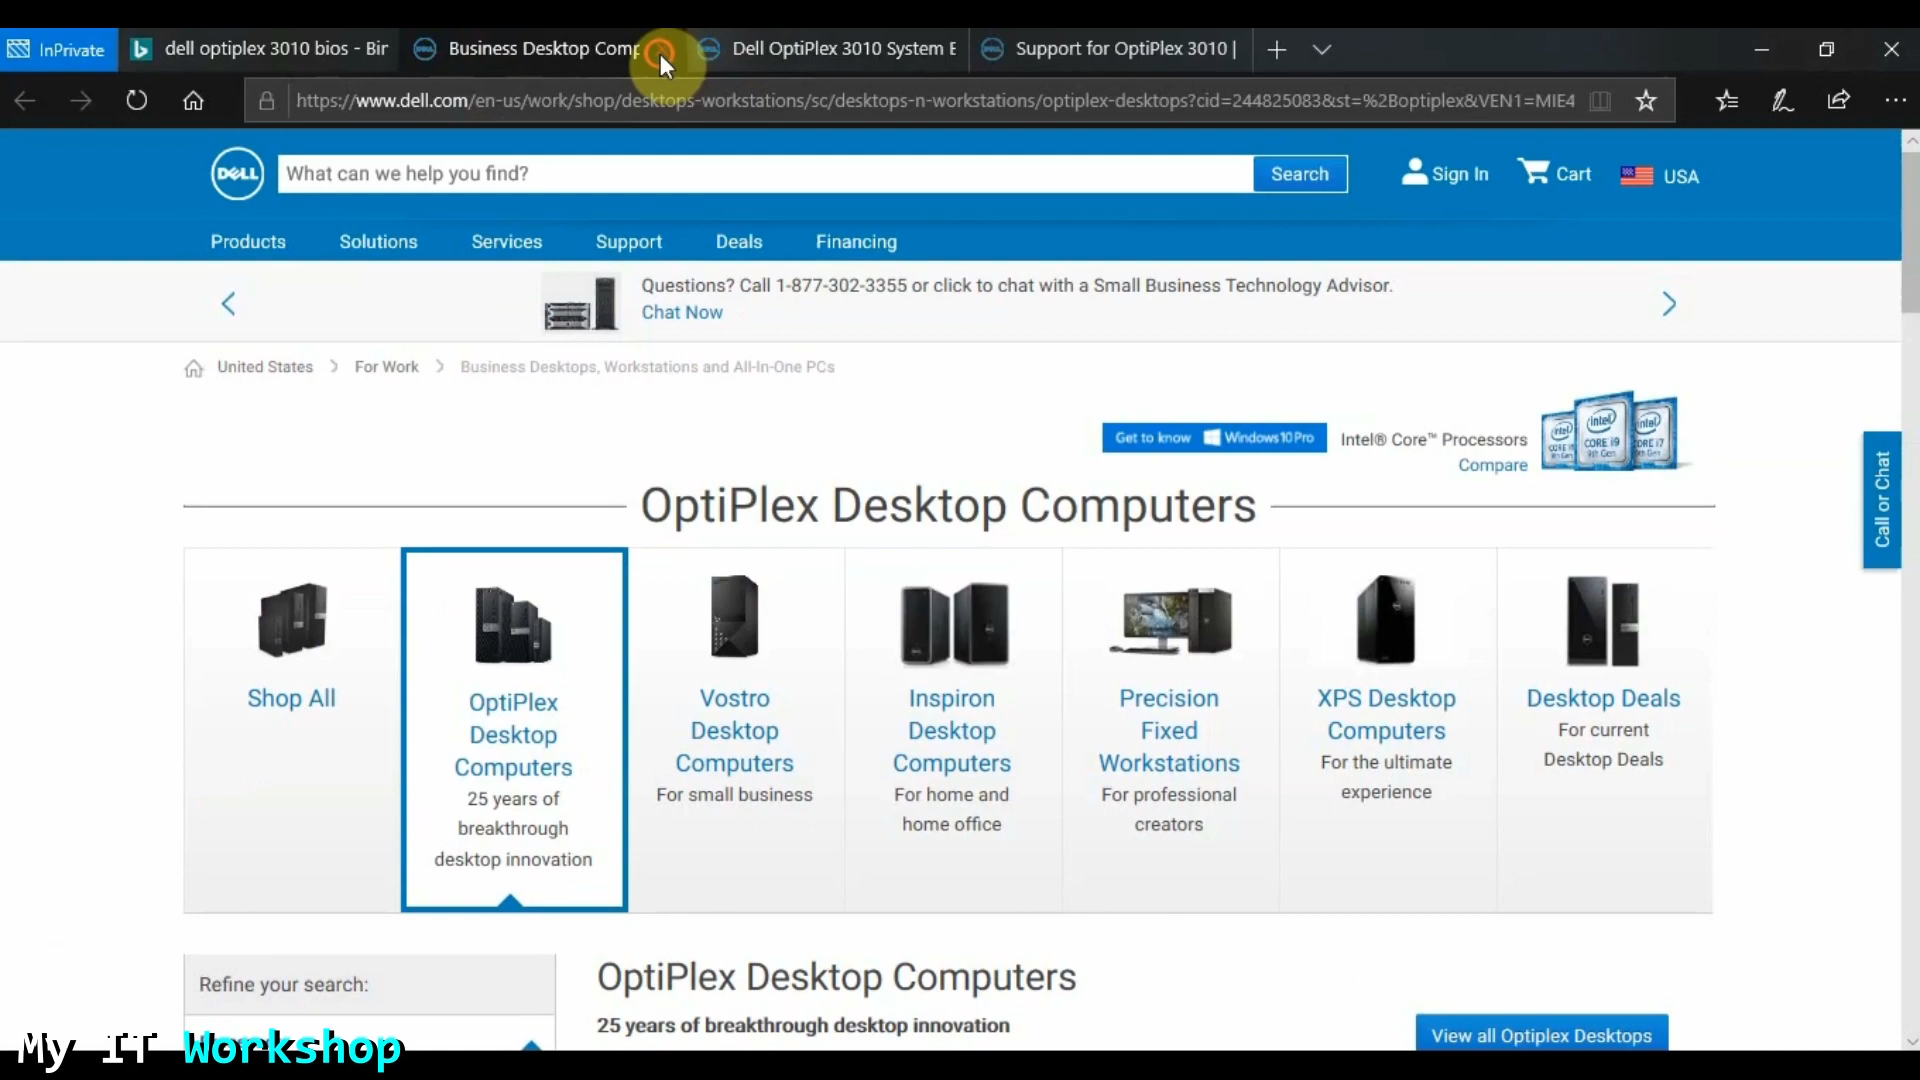 InPrivate
dell optiplex 3010 bios - Bin
Business Desktop Comp
Dell OptiPlex 3010 System B
Support for OptiPlex 3010 |
https://www.dell.com/en-us/work/shop/desktops-workstations/sc/desktops-n-workstations/optiplex-desktops?cid=244825083&st=%2Boptiplex&VEN1=MIE4
DELL
What can we help you find?
Search
Sign In
Cart
USA
Products
Solutions
Services
Support
Deals
Financing
Questions? Call 1-877-302-3355 or click to chat with a Small Business Technology Advisor.
Chat Now
United States
For Work
Business Desktops, Workstations and All-In-One PCs
Get to know Windows 10 Pro
Intel® Core™ Processors
Compare
intel
CORE i9
9th Gen
Call or Chat
OptiPlex Desktop Computers
Shop All
OptiPlex
Desktop
Computers
25 years of
breakthrough
desktop innovation
Vostro
Desktop
Computers
For small business
Inspiron
Desktop
Computers
For home and
home office
Precision
Fixed
Workstations
For professional
creators
XPS Desktop
Computers
For the ultimate
experience
Desktop Deals
For current
Desktop Deals
Refine your search:
OptiPlex Desktop Computers
25 years of breakthrough desktop innovation
View all Optiplex Desktops
My IT Workshop